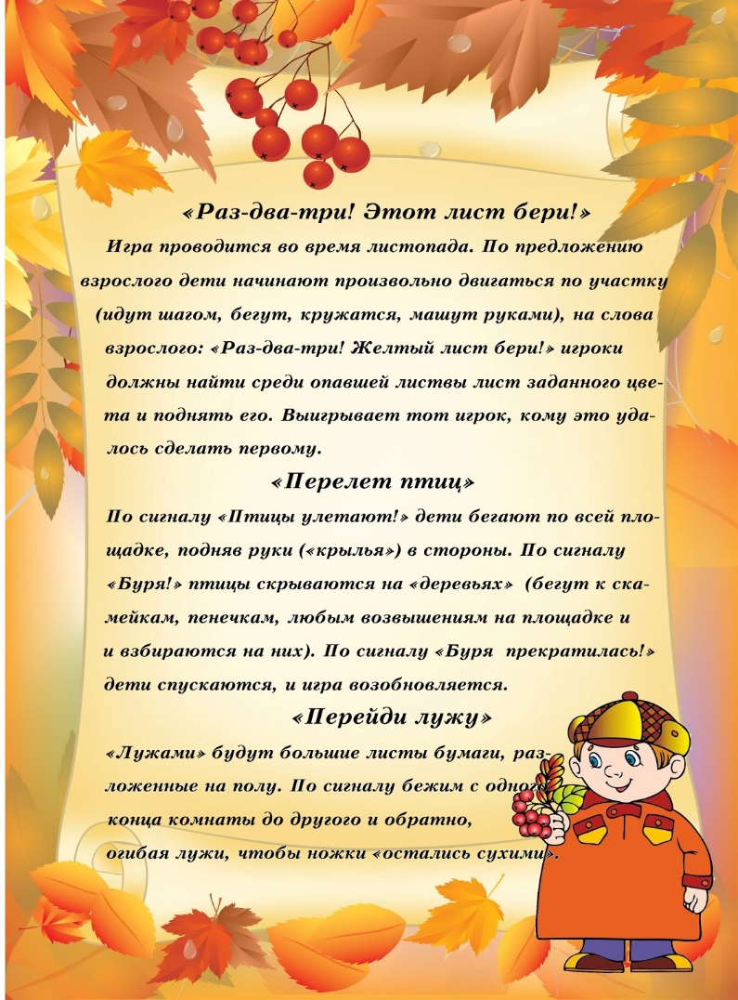 «Раз-два-три! Этот лист бери!»
Игра проводится во время листопада. По предложению
взрослого дети начинают произвольно двигаться по участку
(идут шагом, бегут, кружатся, машут руками), на слова
взрослого: «Раз-два-три! Желтый лист бери!» игроки
должны найти среди опавшей листвы лист заданного цве-
та и поднять его. Выигрывает тот игрок, кому это уда-
лось сделать первому.
«Перелет птиц»
По сигналу «Птицы улетают!» дети бегают по всей пло-
щадке, подняв руки («крылья») в стороны. По сигналу
«Буря!» птицы скрываются на «деревьях» (бегут к ска-
мейкам, пенечкам, любым возвышениям на площадке и
и взбираются на них). По сигналу «Буря прекратилась!»
дети спускаются, и игра возобновляется.
«Перейди лужу»
«Лужами» будут большие листы бумаги, раз-
ложенные на полу. По сигналу бежим с одного
конца комнаты до другого и обратно,
огибая лужи, чтобы ножки «остались сухими».